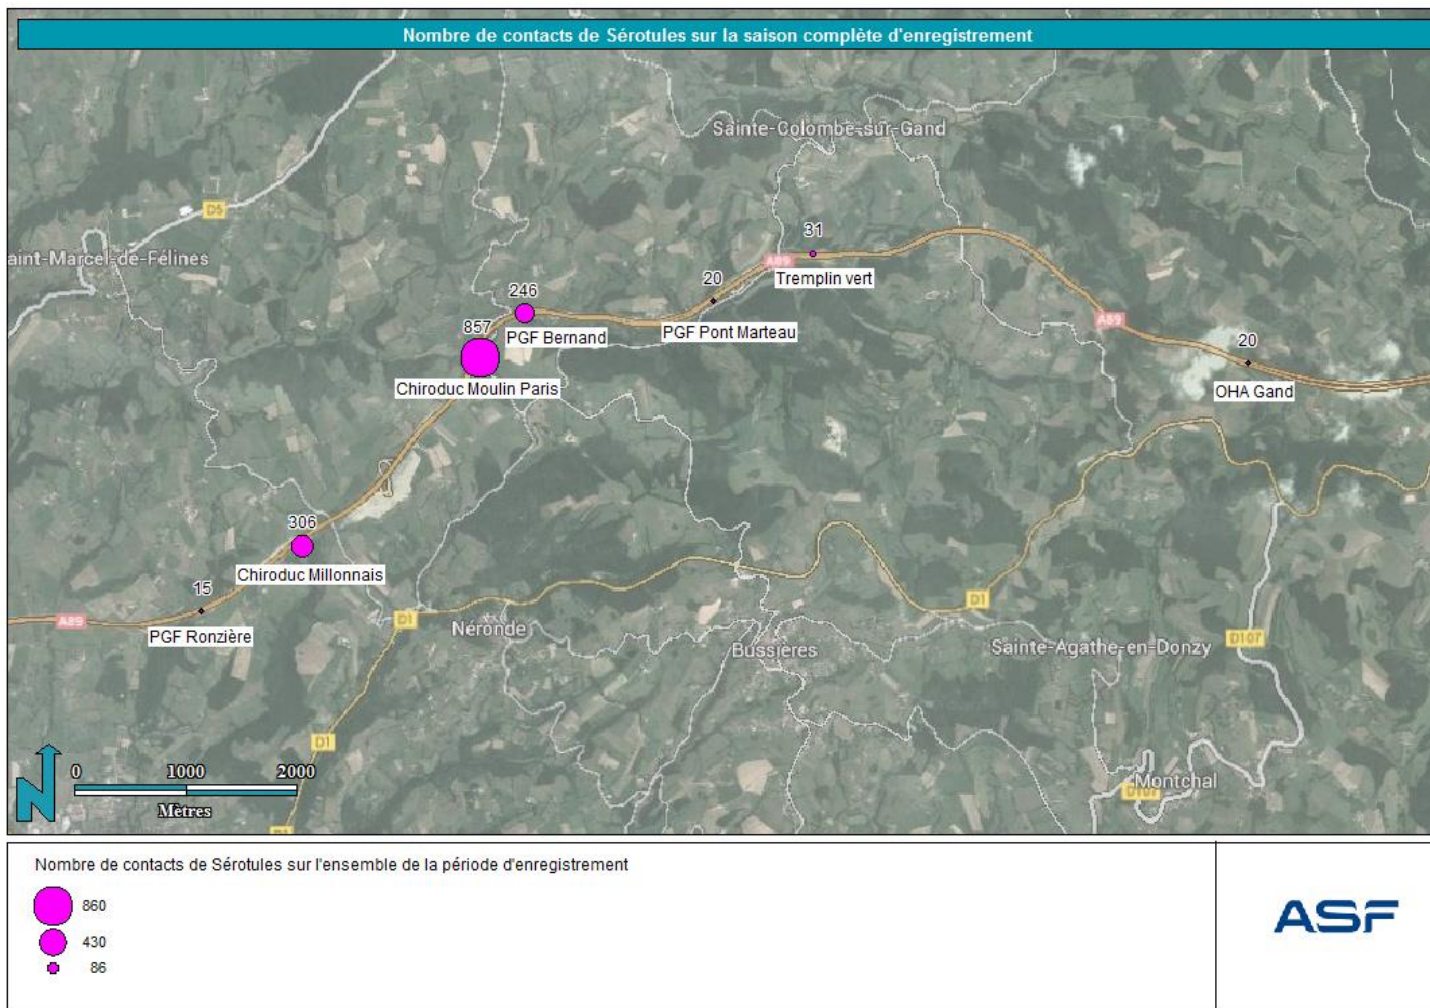 Nombre de contacts de Sérotules sur la saison complète d'enregistrement
Sainte-Colombe-sur-Gand
D5
aint-Marcel-de-Félines
31
A89
Tremplin vert
20
PGF Pont Marteau
246
PGF Bernand
857
Chiroduc Moulin Paris
A89
20
OHA Gand
306
Chiroduc Millonnais
15
PGF Ronzière
A89
D1
Néronde
D1
Bussières
Sainte-Agathe-en-Donzy
D107
D1
Montchal
D107
N
0 1000 2000
Mètres
Nombre de contacts de Sérotules sur l'ensemble de la période d'enregistrement
860
430
86
ASF